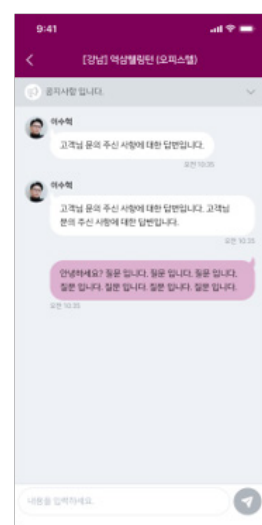 9:41
[강남] 역삼헬링턴 (오피스텔)
공지사항 입니다.
이수혁
고객님 문의 주신 사항에 대한 답변입니다.
오전 10:35
이수혁
고객님 문의 주신 사항에 대한 답변입니다. 고객님
문의 주신 사항에 대한 답변입니다.
오전 10:35
안녕하세요? 질문 입니다. 질문 입니다. 질문 입니다.
질문 입니다. 질문 입니다. 질문 입니다. 질문 입니다.
오전 10:35
내용을 입력하세요.